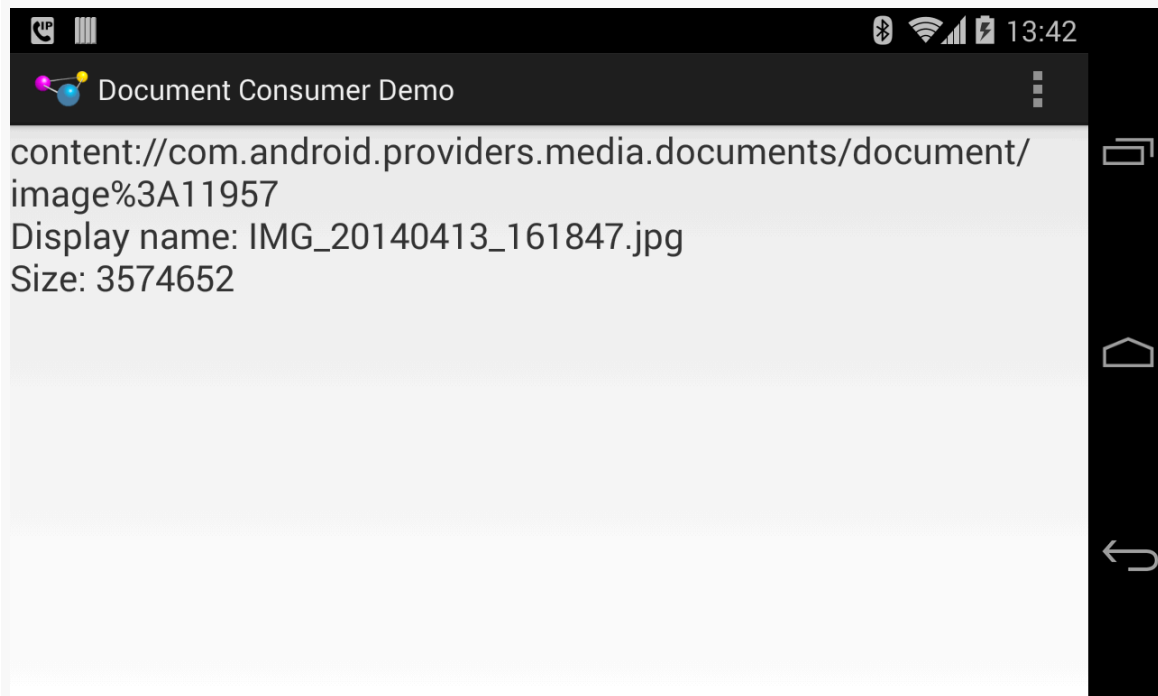 IP
13:42
Document Consumer Demo
content://com.android.providers.media.documents/document/
image%3A11957
Display name: IMG_20140413_161847.jpg
Size: 3574652